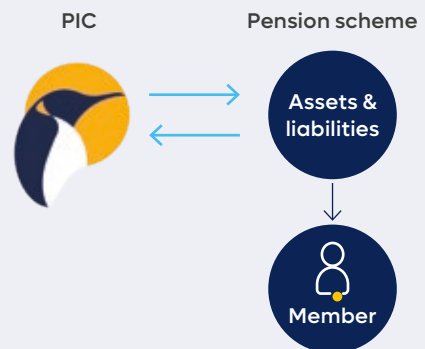 PIC
Pension scheme
Assets &
liabilities
Member